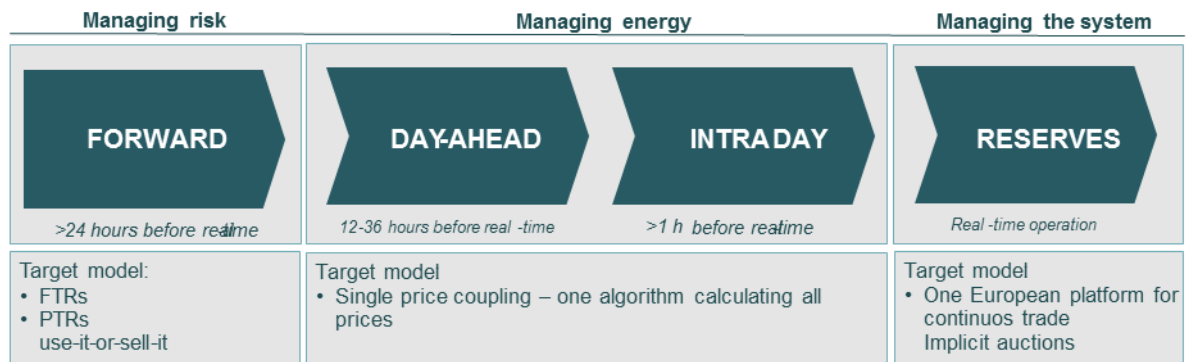 Managing risk
Managing energy
Managing the system
FORWARD
DAY-AHEAD
INTRADAY
RESERVES
>24 hours before real-time
12-36 hours before real -time
>1 h before real-time
Real -time operation
Target model:
• FTRs
• PTRs
use-it-or-sell-it
Target model
• Single price coupling – one algorithm calculating all
prices
Target model
• One European platform for
continuos trade
Implicit auctions